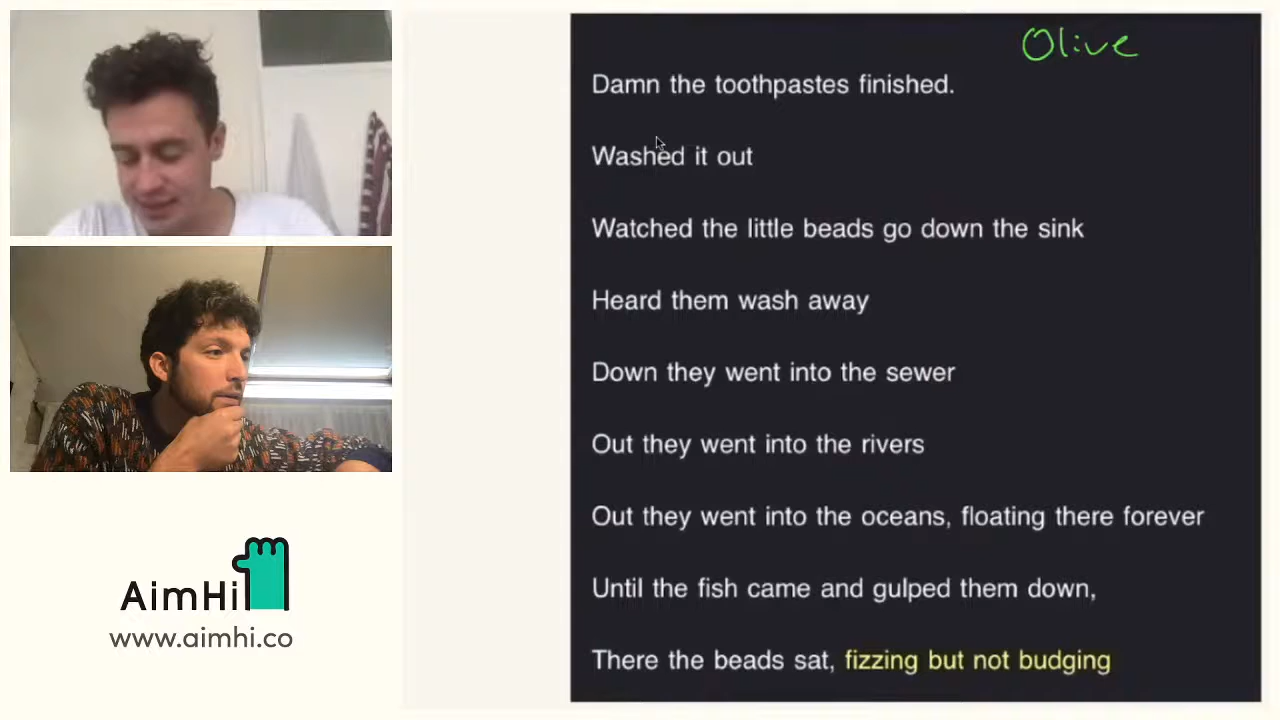 Olive
Damn the toothpastes finished.
Washed it out
Watched the little beads go down the sink
Heard them wash away
Down they went into the sewer
Out they went into the rivers
Out they went into the oceans, floating there forever
Until the fish came and gulped them down,
There the beads sat, fizzing but not budging
AimHi
www.aimhi.co